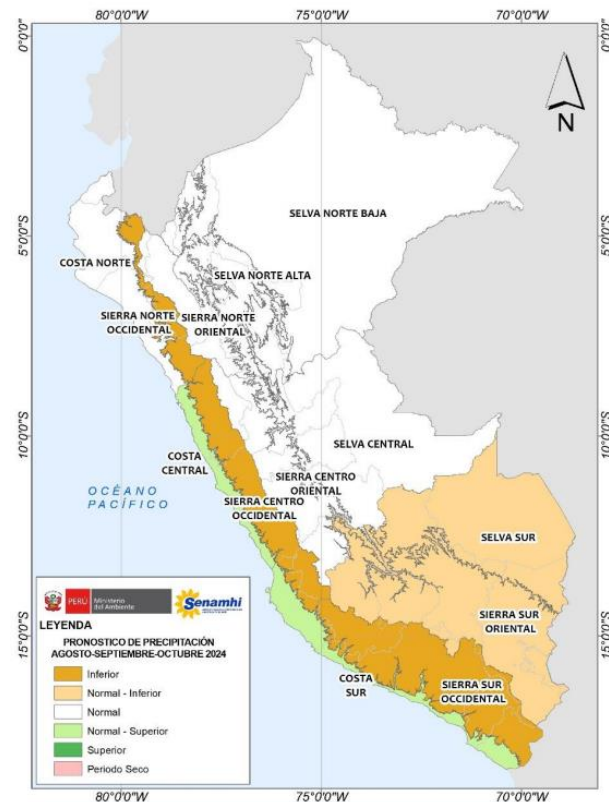 80°0'0"W
75°0'0"W
70°0'0"W
0°0'0"
0°0'0"
N
SELVA NORTE BAJA
5°0'0"S
5°0'0"S
COSTA NORTE
SELVA NORTE ALTA
SIERRA NORTE
OCCIDENTAL
SIERRA NORTE
ORIENTAL
10°0'0"S
10°0'0"S
SELVA CENTRAL
COSTA
CENTRAL
SIERRA CENTRO
ORIENTAL
OCÉANO
PACÍFICO
SIERRA CENTRO
OCCIDENTAL
SELVA SUR
SIERRA SUR
ORIENTAL
15°0'0"S
15°0'0"S
COSTA
SUR
SIERRA SUR
OCCIDENTAL
PERÚ
Ministerio
del Ambiente
Senamhi
LEYENDA
PRONOSTICO DE PRECIPITACIÓN
AGOSTO-SEPTIEMBRE-OCTUBRE 2024
Inferior
Normal - Inferior
Normal
Normal - Superior
Superior
Periodo Seco
80°0'0"W
75°0'0"W
70°0'0"W